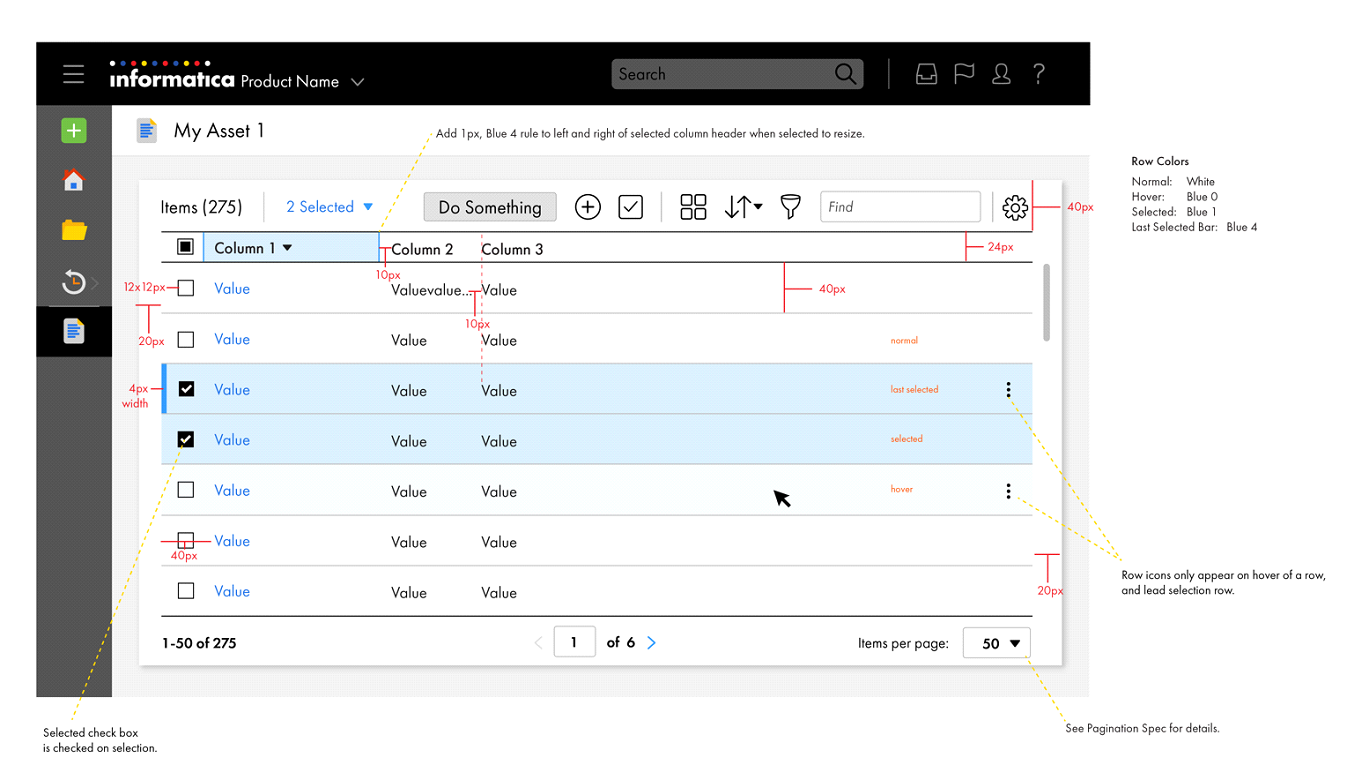 informatica Product Name
Search
?
My Asset 1
Add 1px, Blue 4 rule to left and right of selected column header when selected to resize.
Row Colors
Normal: White
Hover: Blue 0
Selected: Blue 1
Last Selected Bar: Blue 4
Items (275)
2 Selected
Do Something
Find
40px
Column 1
Column 2
Column 3
24px
10px
12x12px
Value
Valuevalue...
Value
40px
10px
20px
Value
Value
Value
normal
4px
width
Value
Value
Value
last selected
Value
Value
Value
selected
Value
Value
Value
hover
Value
Value
Value
40px
Row icons only appear on hover of a row,
and lead selection row.
Value
Value
Value
20px
1-50 of 275
1
of 6
Items per page:
50
Selected check box
is checked on selection.
See Pagination Spec for details.